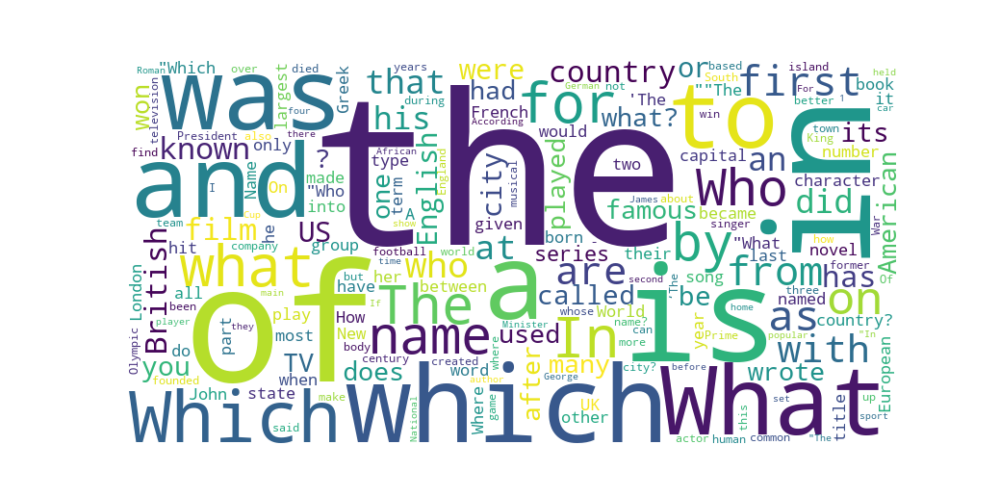 Roman over died years based island held
"Which largest Greek that were country or first book
won television was his had for to ""The South For better 1 it car
four during German not 'The
President also there French According what? win town King its
known only ? the would in
find African type two capital an number
and I Name On "Who one term English city musical played Who did character
made into A given England James about famous became American
team Cup US show born singer how War
film he group football at series their "What last novel former
hit company world by
British what but her who are song from has Of
London all have time between second 'The be three
been main If The a called whose World is home named on
of play How name In used Minister name? can year Prime popular as country?
part they New more "In
Olympic player most TV body century created where city? before with European
you do when does word many
founded state author George wrote
John make Where after UK set up
Which which game other What title this sport
said National actor human common "The